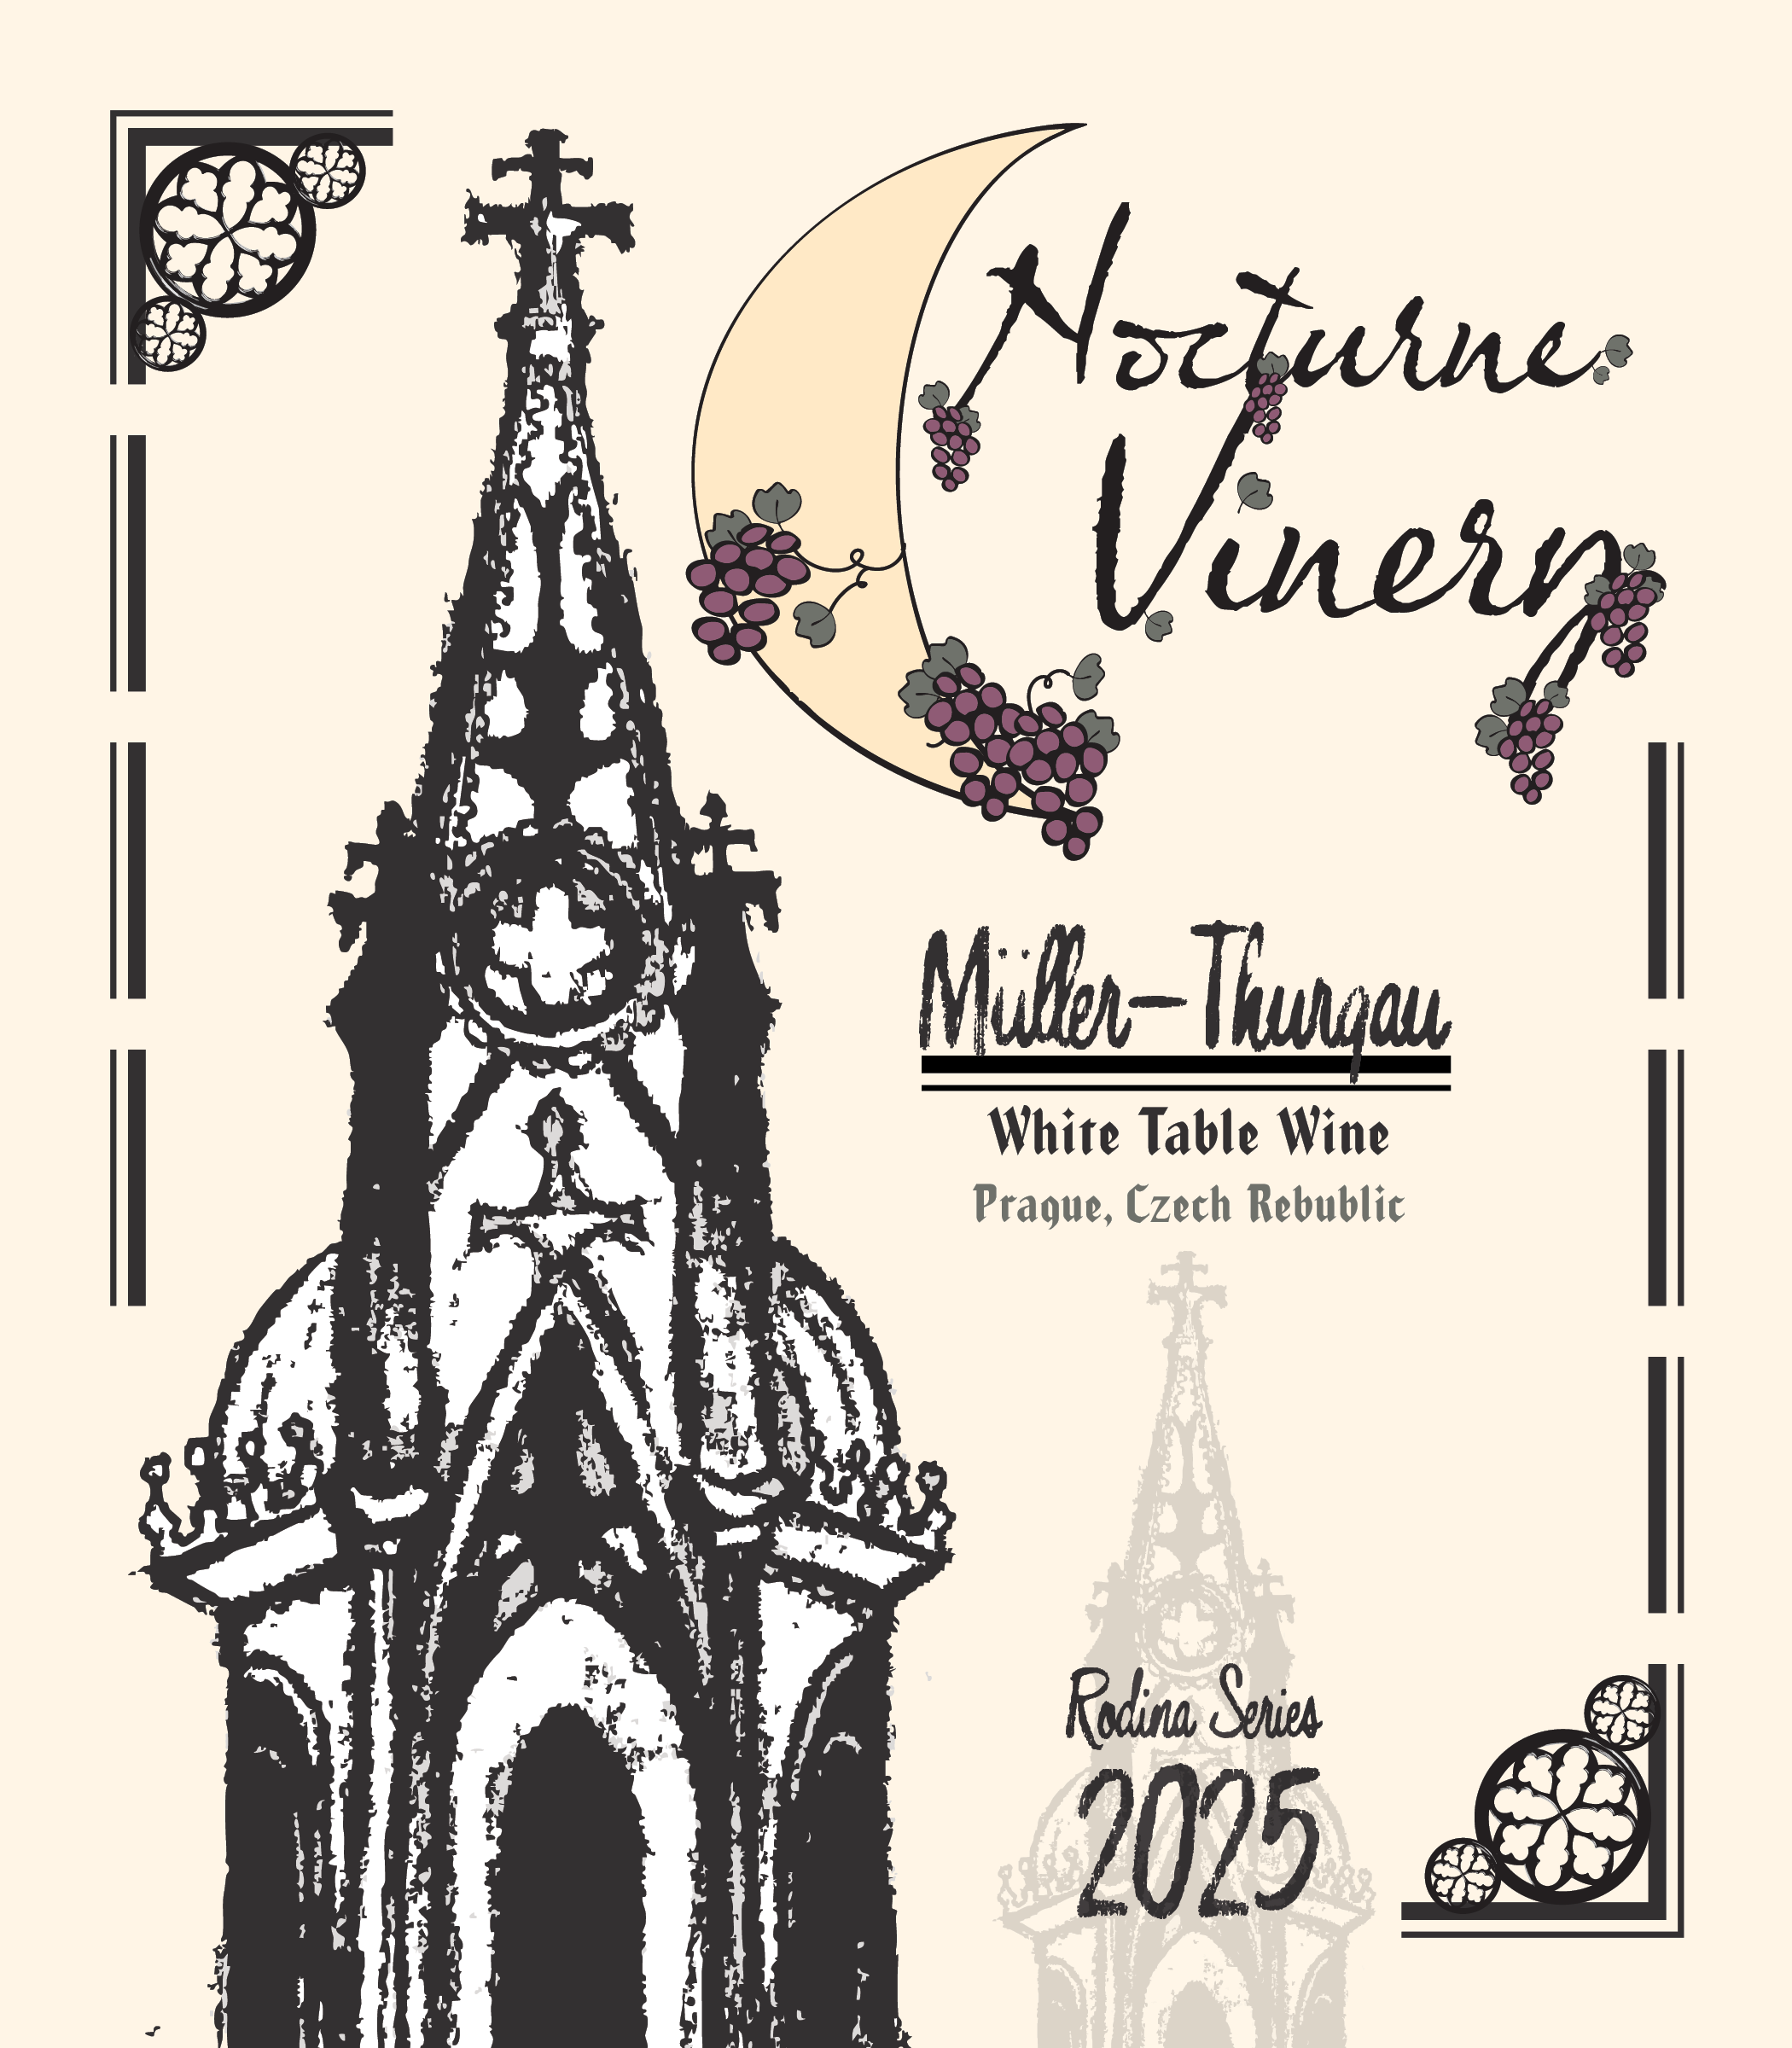 Nocturne
Vinery
Müller-Thurgau
White Table Wine
Prague, Czech Rebublic
Rodina Series
2025